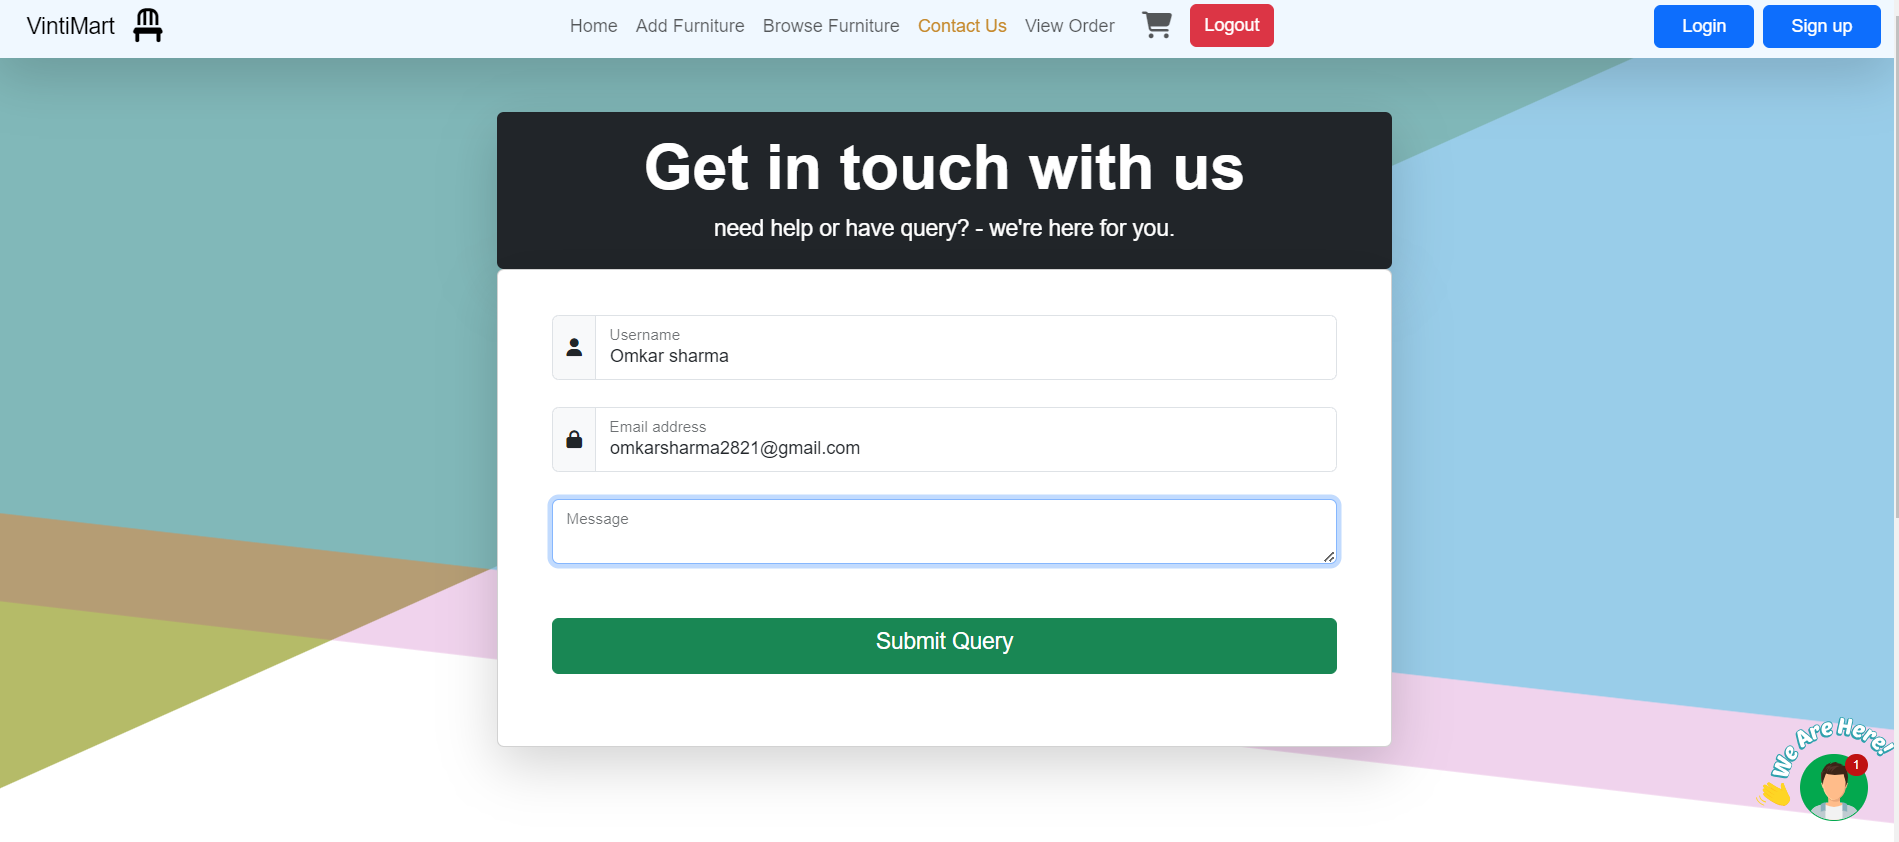 VintiMart
Home Add Furniture Browse Furniture Contact Us View Order Logout Login Sign up
Get in touch with us
need help or have query? - we're here for you.
Username
Omkar sharma
Email address
omkarsharma2821@gmail.com
Message
Submit Query
We Are Here!
1